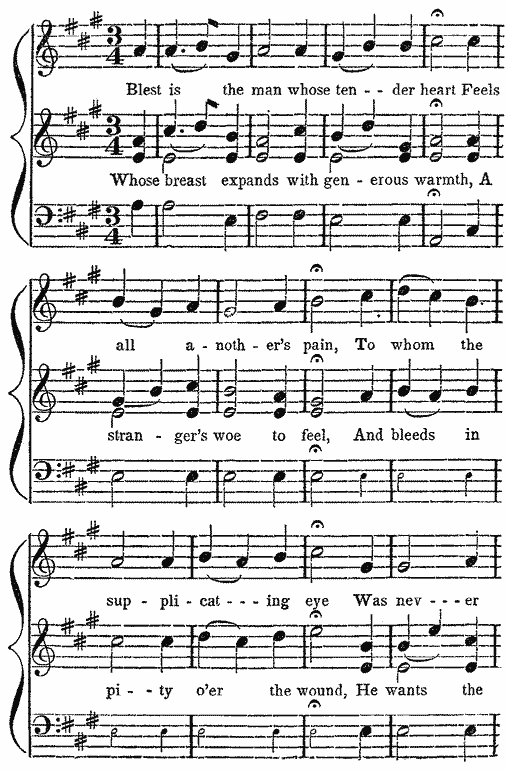 Blest is the man whose ten - - der heart Feels
Whose breast expands with gen - erous warmth, A
all a - noth - er's pain, To whom the
stran - ger's woe to feel, And bleeds in
sup - pli - cat - - - ing eye Was nev - - - er
pi - - ty o'er the wound, He wants the